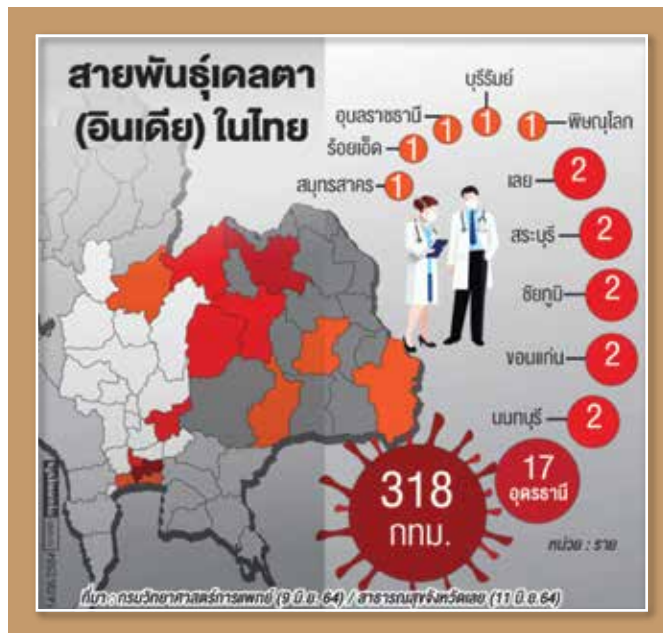 สายพันธุ์เดลตา
(อินเดีย) ในไทย
บุรีรัมย์
1
อุบลราชธานี
1
1
พิษณุโลก
ร้อยเอ็ด
1
สมุทรสาคร
1
เลย
2
สระบุรี
2
ชัยภูมิ
2
ขอนแก่น
2
นนทบุรี
2
318
กทม.
17
อุดรธานี
หน่วย : ราย
ที่มา : กรมวิทยาศาสตร์การแพทย์ (9 มิ.ย. 64) / สาธารณสุขจังหวัดเลย (11 มิ.ย.64)